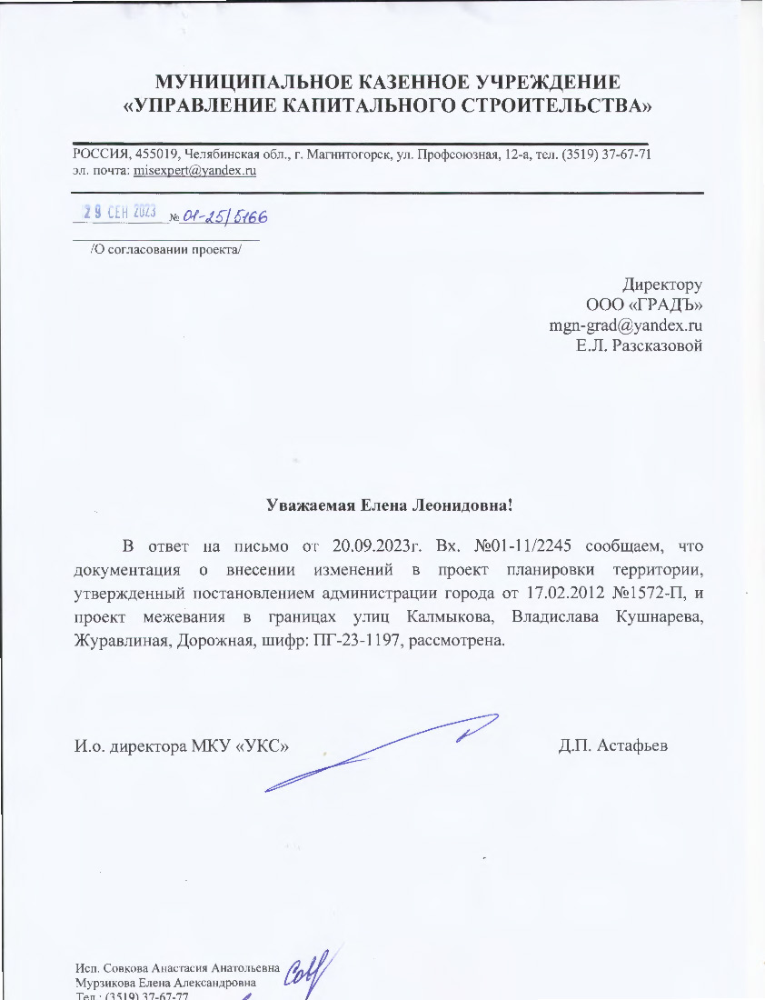 МУНИЦИПАЛЬНОЕ КАЗЕННОЕ УЧРЕЖДЕНИЕ
«УПРАВЛЕНИЕ КАПИТАЛЬНОГО СТРОИТЕЛЬСТВА»
РОССИЯ, 455019, Челябинская обл., г. Магнитогорск, ул. Профсоюзная, 12-а, тел. (3519) 37-67-71
эл. почта: misexpert@yandex.ru
29 СЕН 2023 № 01-25/5166
/О согласовании проекта/
Директору
ООО «ГРАДЪ»
mgn-grad@yandex.ru
Е.Л. Разсказовой
Уважаемая Елена Леонидовна!
В ответ на письмо от 20.09.2023г. Вх. №01-11/2245 сообщаем, что
документация о внесении изменений в проект планировки территории,
утвержденный постановлением администрации города от 17.02.2012 №1572-П, и
проект межевания в границах улиц Калмыкова, Владислава Кушнарева,
Журавлиная, Дорожная, шифр: ПГ-23-1197, рассмотрена.
И.о. директора МКУ «УКС» Д.П. Астафьев
Исп. Совкова Анастасия Анатольевна
Мурзикова Елена Александровна
Тел.: (3519) 37-67-77